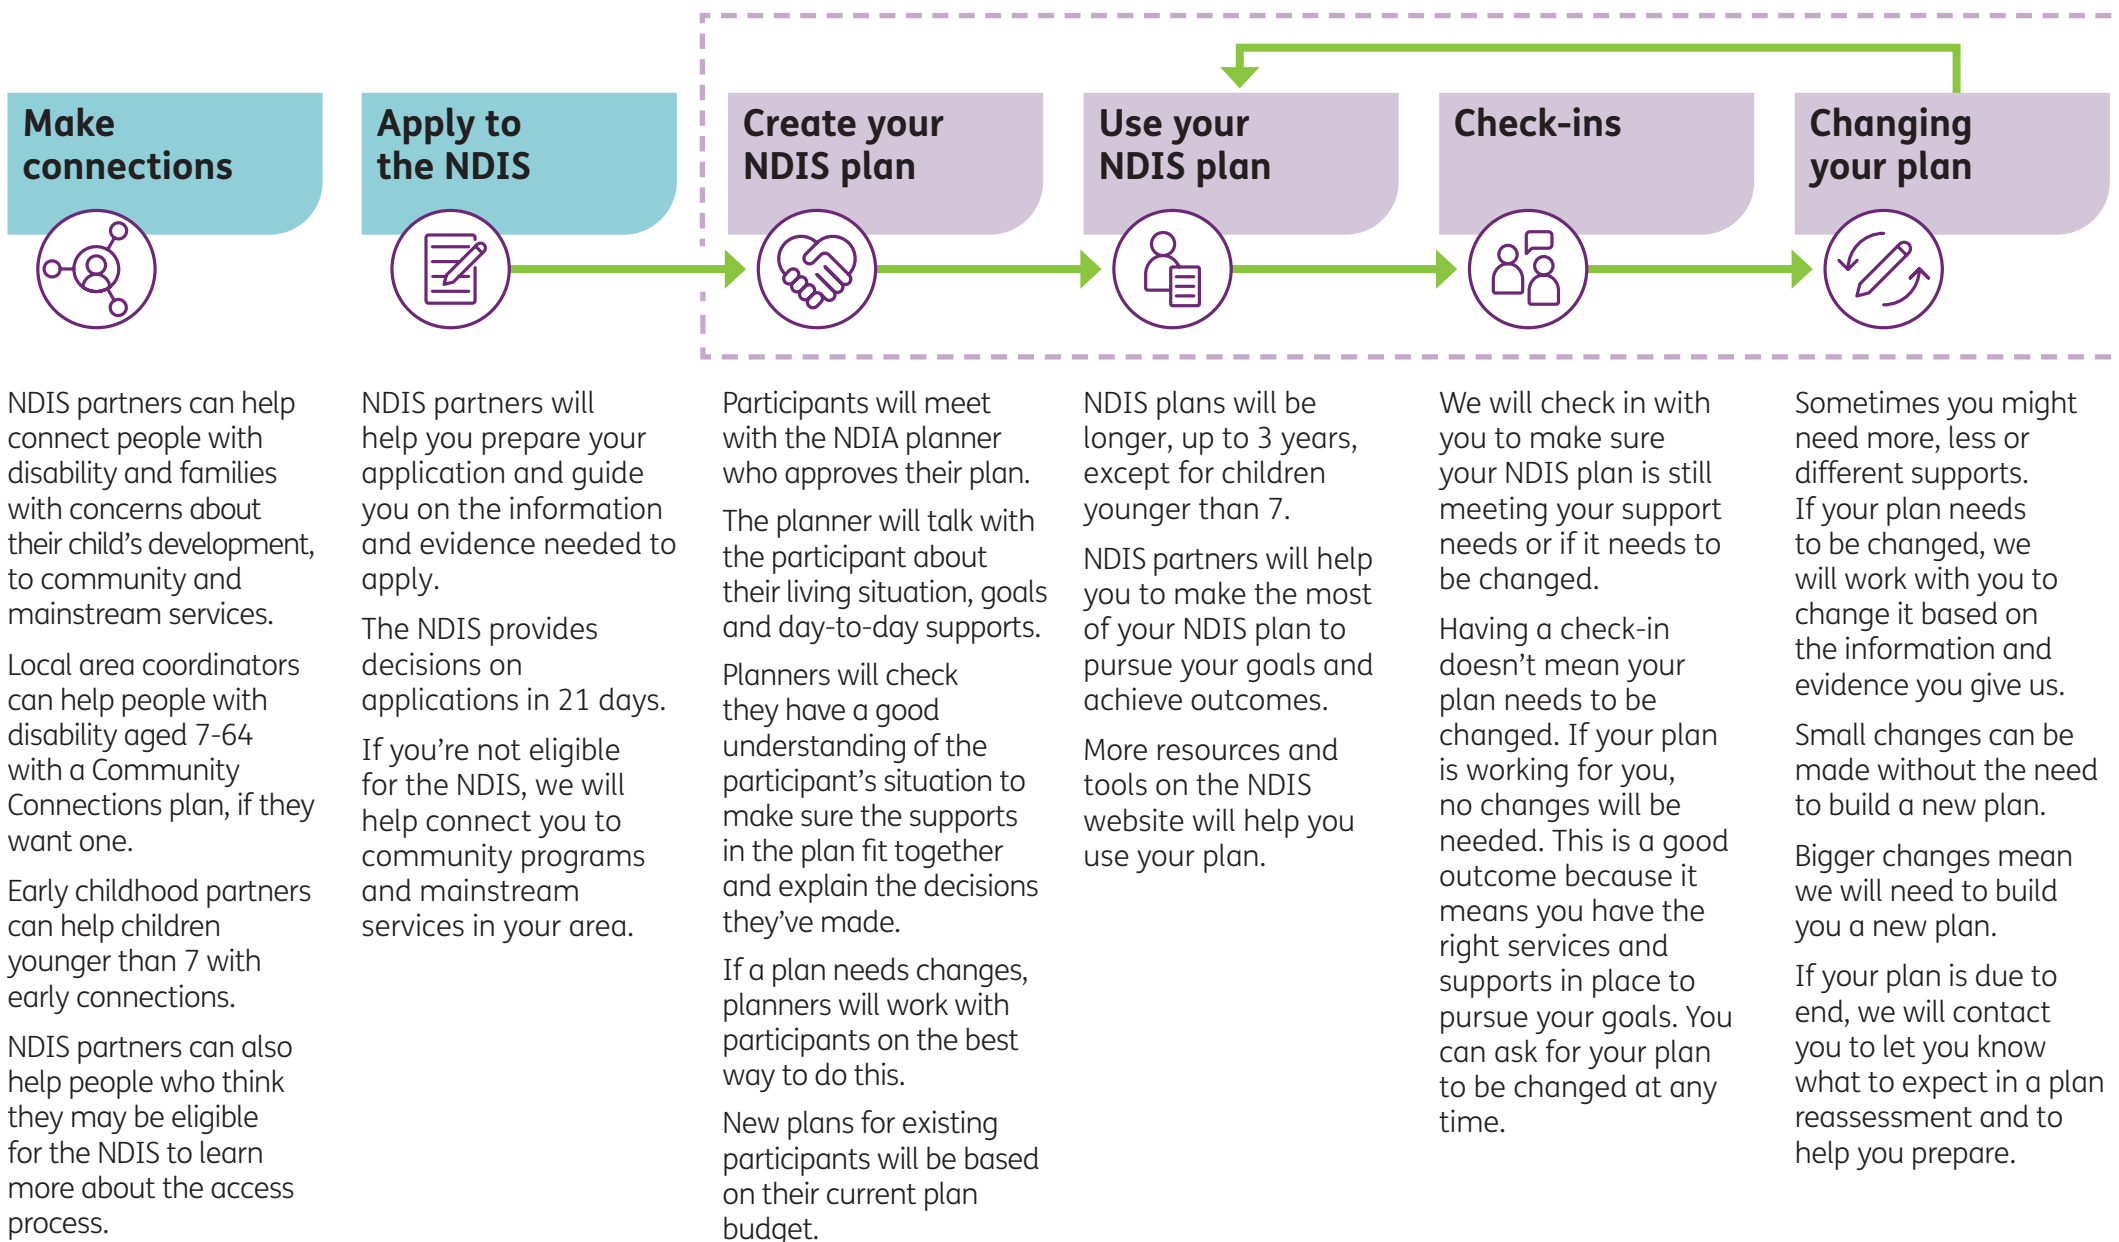 Make
connections
NDIS partners can help
connect people with
disability and families
with concerns about
their child's development,
to community and
mainstream services.
Local area coordinators
can help people with
disability aged 7-64
with a Community
Connections plan, if they
want one.
Early childhood partners
can help children
younger than 7 with
early connections.
NDIS partners can also
help people who think
they may be eligible
for the NDIS to learn
more about the access
process.
Apply to
the NDIS
NDIS partners will
help you prepare your
application and guide
you on the information
and evidence needed to
apply.
The NDIS provides
decisions on
applications in 21 days.
If you're not eligible
for the NDIS, we will
help connect you to
community programs
and mainstream
services in your area.
Create your
NDIS plan
Participants will meet
with the NDIA planner
who approves their plan.
The planner will talk with
the participant about
their living situation, goals
and day-to-day supports.
Planners will check
they have a good
understanding of the
participant's situation to
make sure the supports
in the plan fit together
and explain the decisions
they've made.
If a plan needs changes,
planners will work with
participants on the best
way to do this.
New plans for existing
participants will be based
on their current plan
budget.
Use your
NDIS plan
NDIS plans will be
longer, up to 3 years,
except for children
younger than 7.
NDIS partners will help
you to make the most
of your NDIS plan to
pursue your goals and
achieve outcomes.
More resources and
tools on the NDIS
website will help you
use your plan.
Check-ins
We will check in with
you to make sure
your NDIS plan is still
meeting your support
needs or if it needs to
be changed.
Having a check-in
doesn't mean your
plan needs to be
changed. If your plan
is working for you,
no changes will be
needed. This is a good
outcome because it
means you have the
right services and
supports in place to
pursue your goals. You
can ask for your plan
to be changed at any
time.
Changing
your plan
Sometimes you might
need more, less or
different supports.
If your plan needs
to be changed, we
will work with you to
change it based on
the information and
evidence you give us.
Small changes can be
made without the need
to build a new plan.
Bigger changes mean
we will need to build
you a new plan.
If your plan is due to
end, we will contact
you to let you know
what to expect in a plan
reassessment and to
help you prepare.